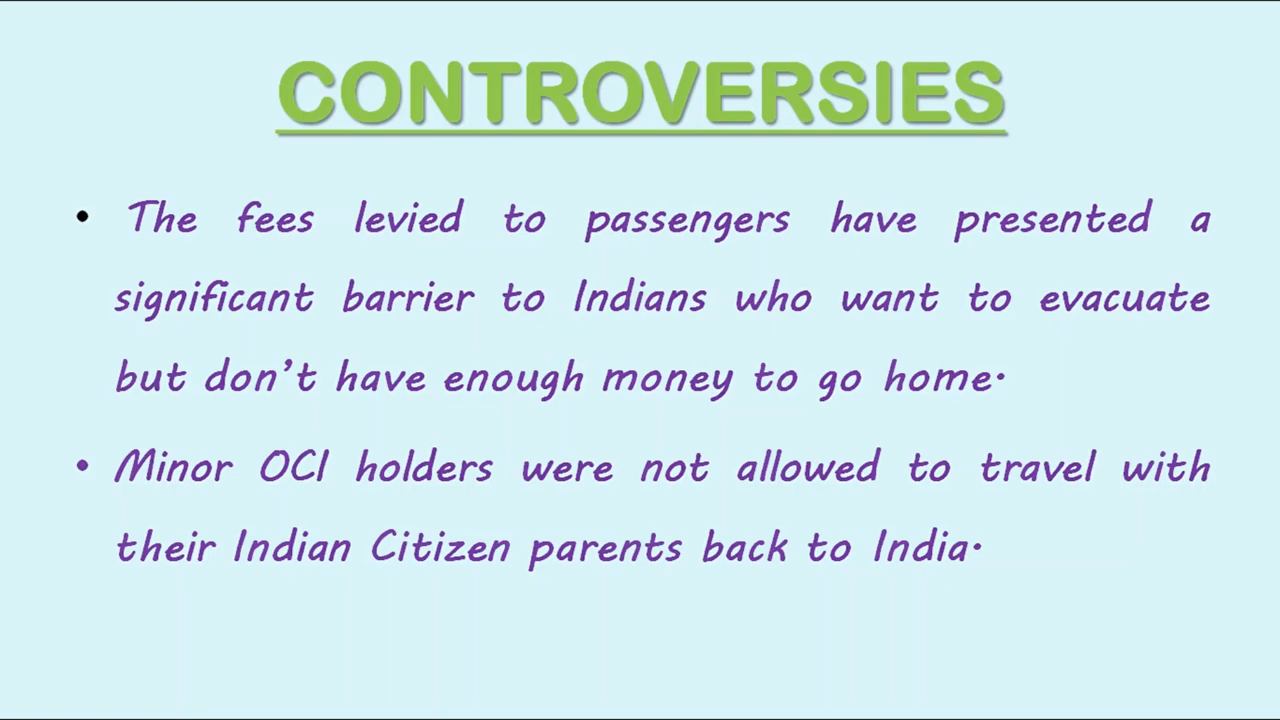 CONTROVERSIES
• The fees levied to passengers have presented a
significant barrier to Indians who want to evacuate
but don’t have enough money to go home.
• Minor OCI holders were not allowed to travel with
their Indian Citizen parents back to India.